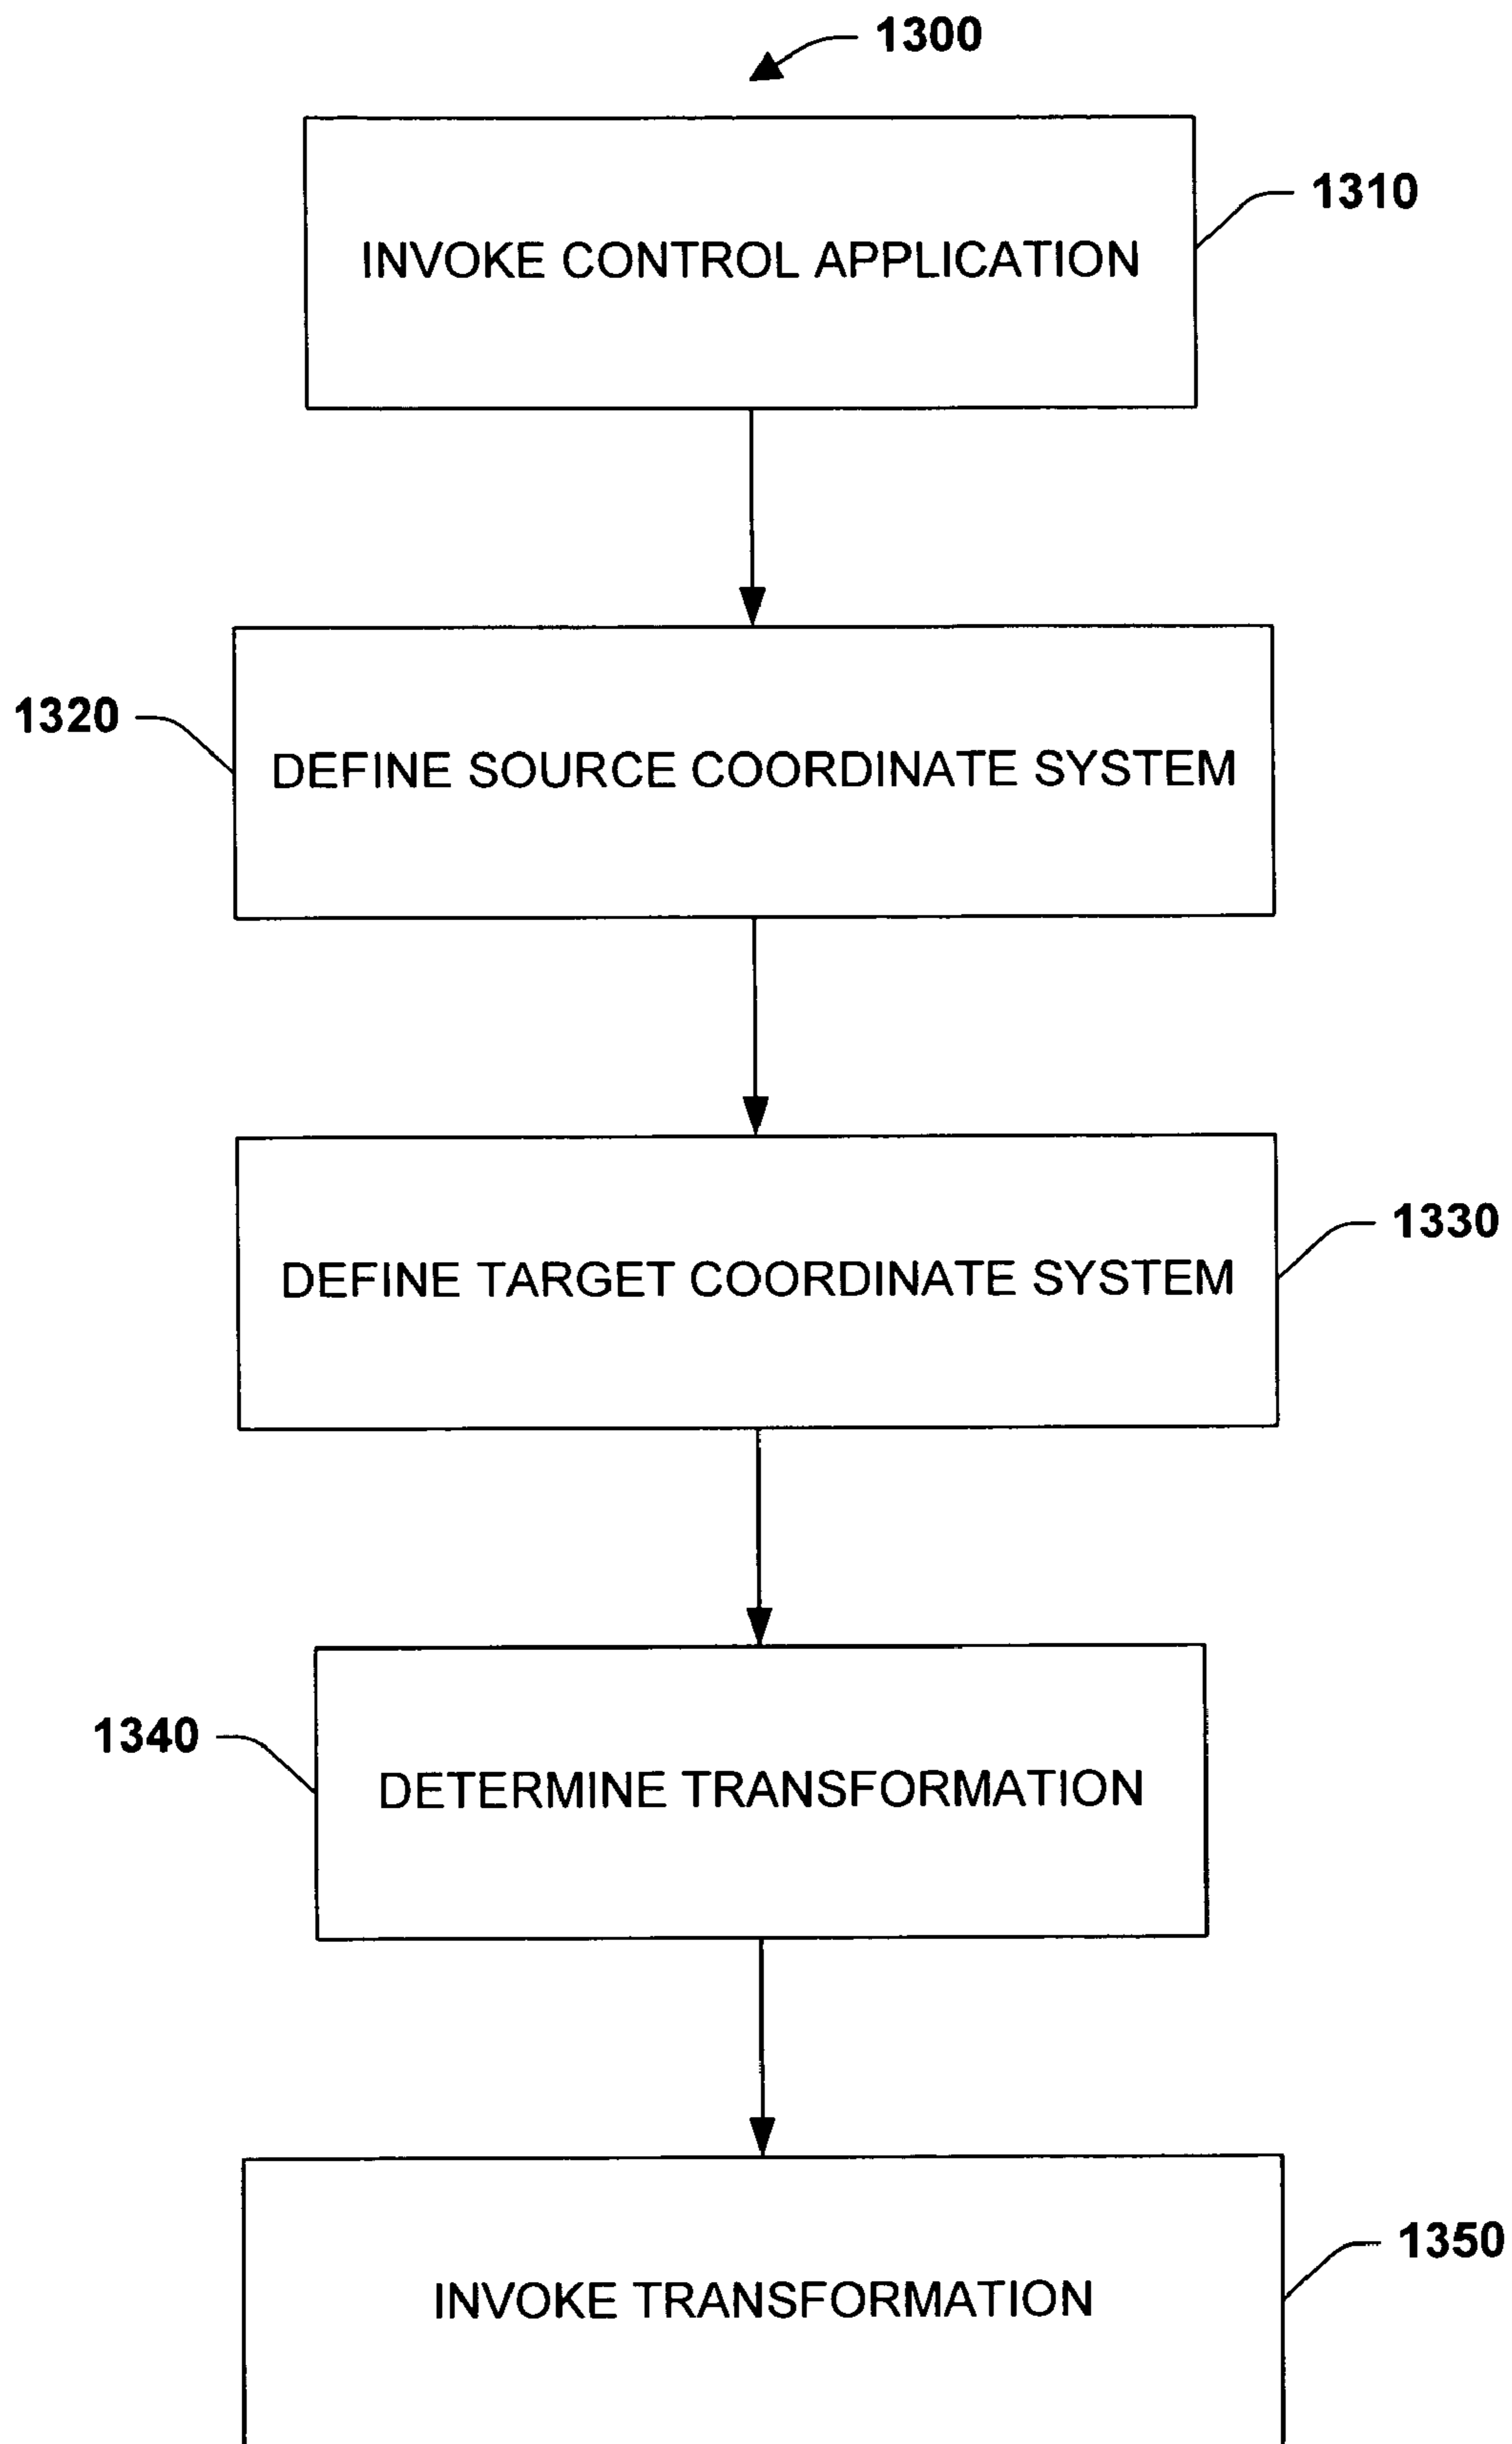 1300
1310
INVOKE CONTROL APPLICATION
1320
DEFINE SOURCE COORDINATE SYSTEM
1330
DEFINE TARGET COORDINATE SYSTEM
1340
DETERMINE TRANSFORMATION
1350
INVOKE TRANSFORMATION